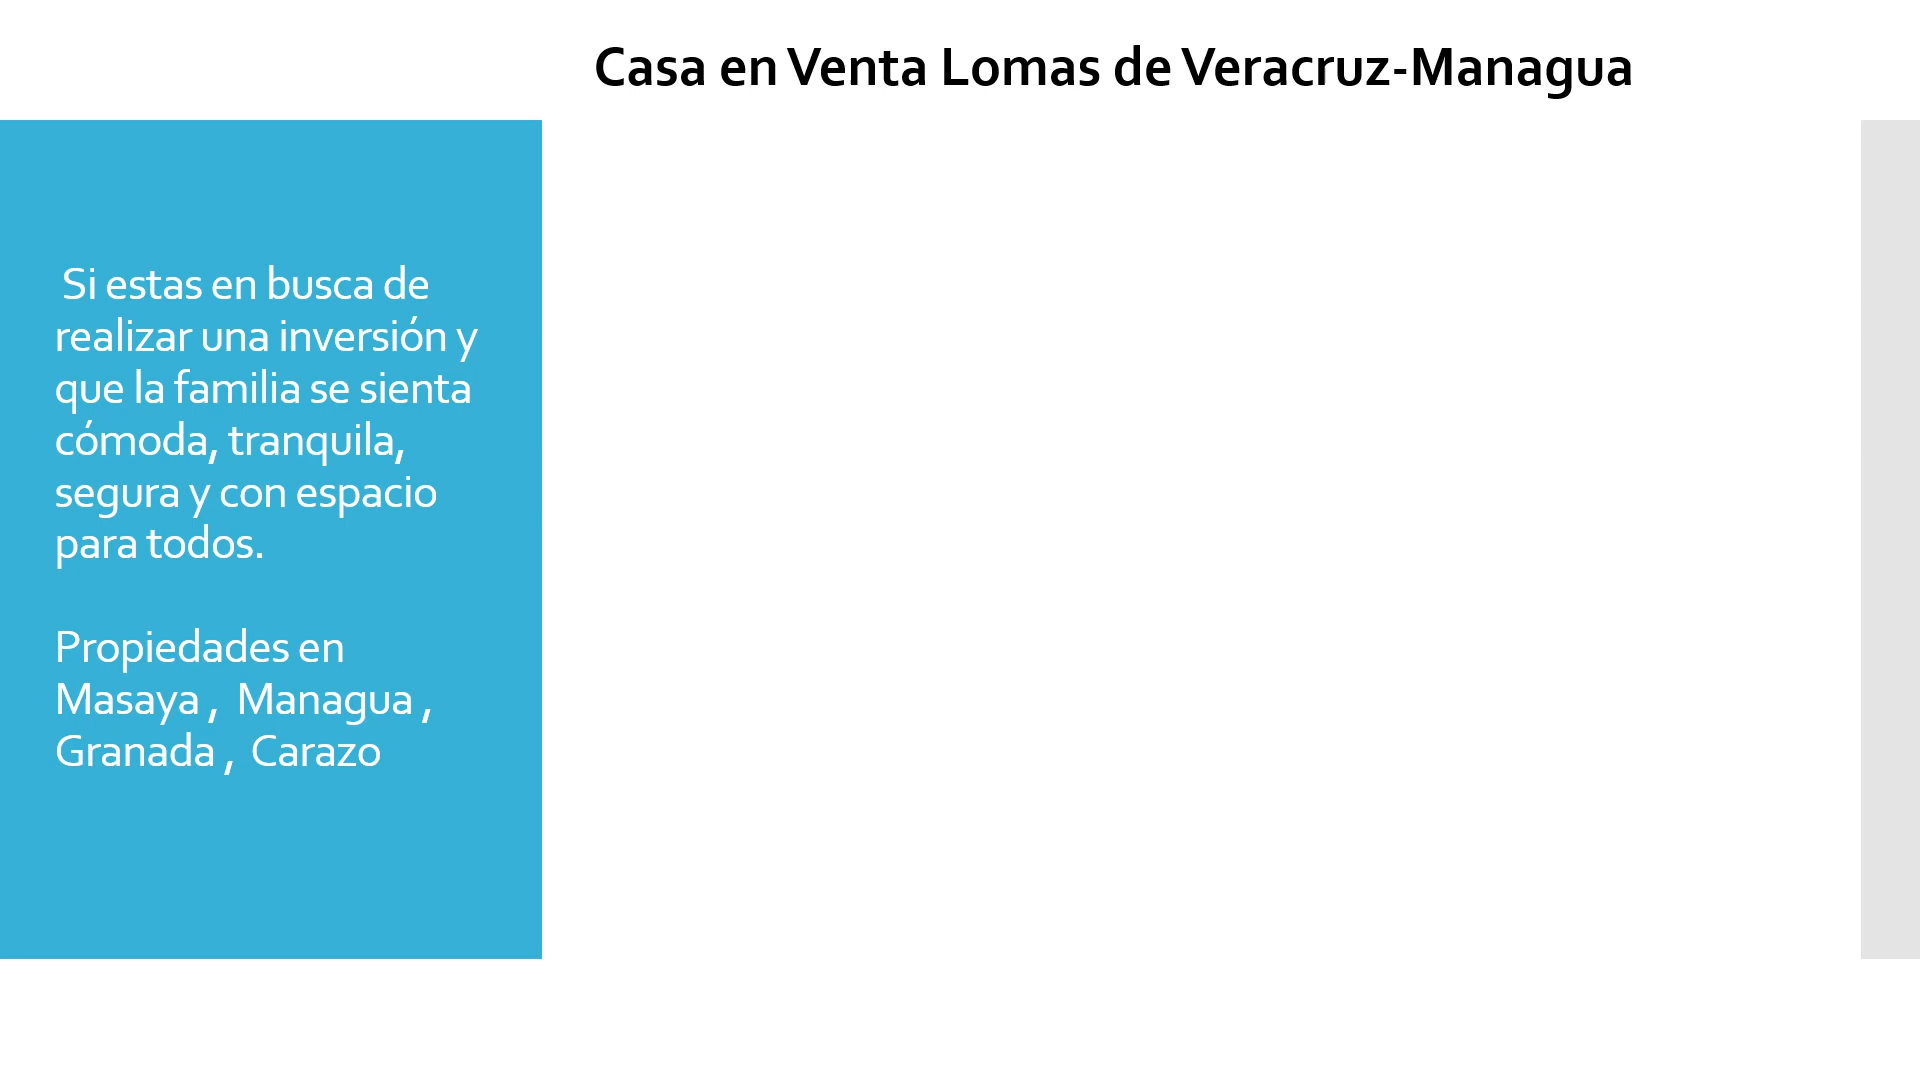 Casa en Venta Lomas de Veracruz-Managua
Si estas en busca de
realizar una inversión y
que la familia se sienta
cómoda, tranquila,
segura y con espacio
para todos.
Propiedades en
Masaya , Managua ,
Granada , Carazo